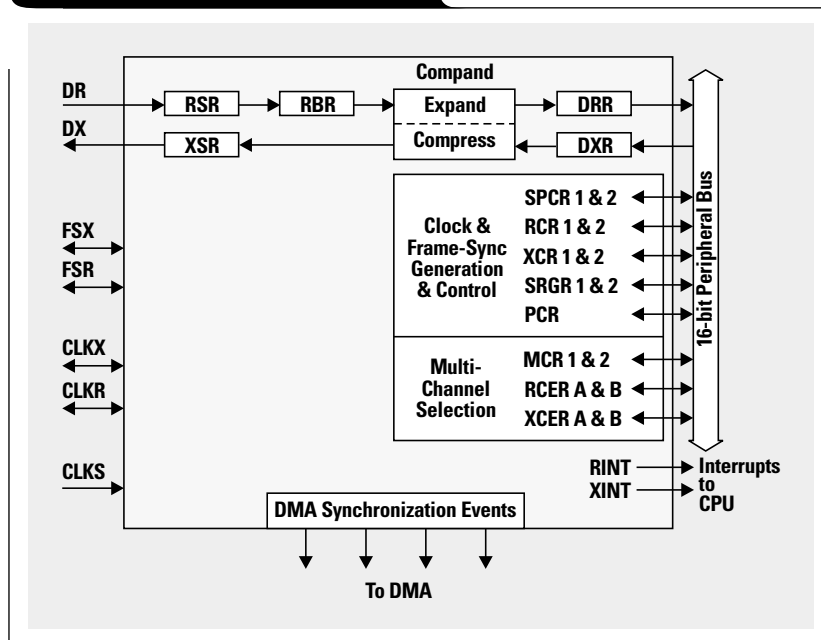 Compand
DR
RSR
RBR
Expand
DRR
DX
XSR
Compress
DXR
16-bit Peripheral Bus
FSX
FSR
CLKX
CLKR
CLKS
Clock &
Frame-Sync
Generation
& Control
SPCR 1 & 2
RCR 1 & 2
XCR 1 & 2
SRGR 1 & 2
PCR
Multi-
Channel
Selection
MCR 1 & 2
RCER A & B
XCER A & B
RINT
XINT
Interrupts
to
CPU
DMA Synchronization Events
To DMA